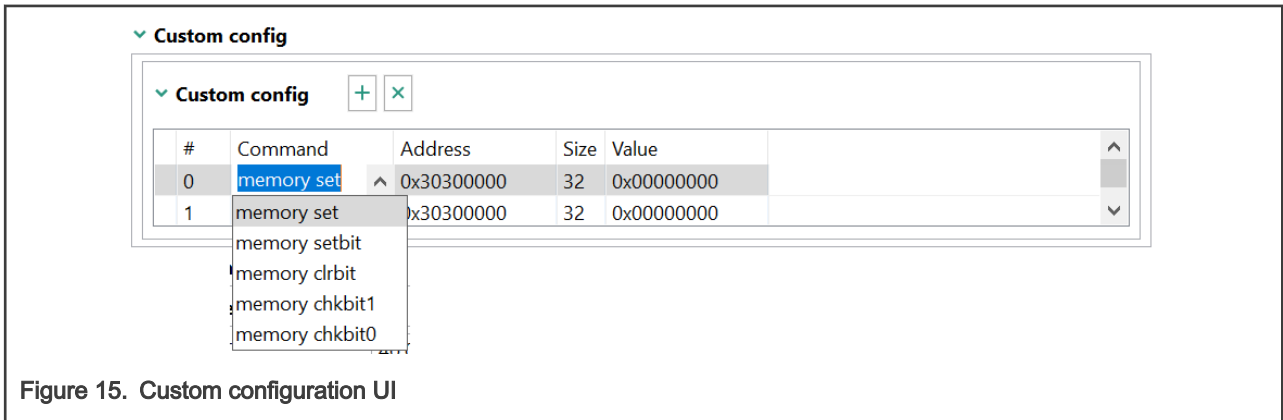 Custom config
Custom config
# Command Address Size Value
0 memory set 0x30300000 32 0x00000000
1 0x30300000 32 0x00000000
memory set
memory setbit
memory clrbit
memory chkbit1
memory chkbit0
Figure 15. Custom configuration UI